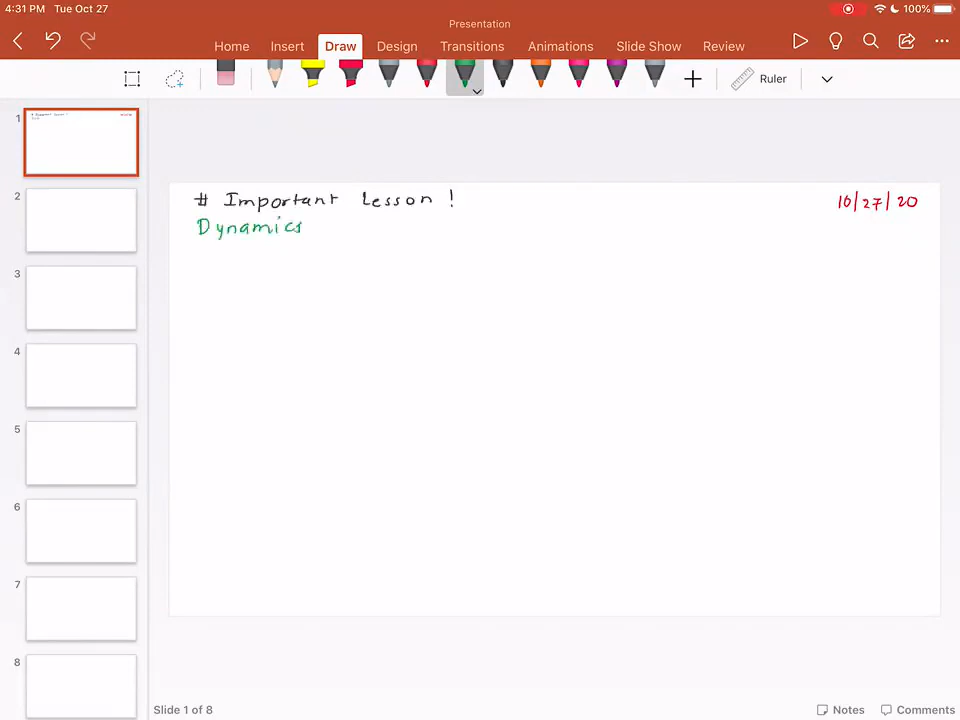 4:31 PM Tue Oct 27
100%
Presentation
Home Insert Draw Design Transitions Animations Slide Show Review
Ruler
1
# Important Lesson ! 10/27/20
Dynamics
2
3
4
5
6
7
8
Slide 1 of 8
Notes Comments